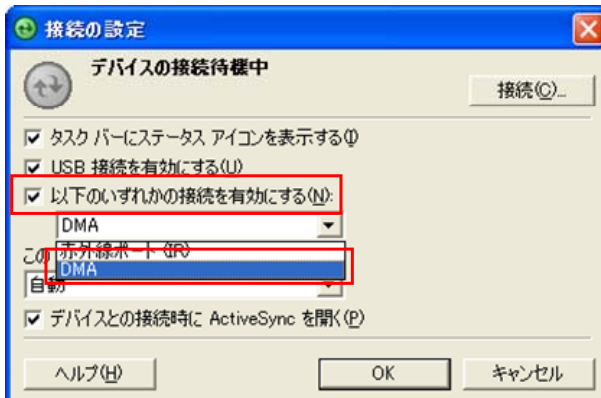 接続の設定
デバイスの接続待機中
接続(C)...
タスク バーにステータス アイコンを表示する(I)
USB 接続を有効にする(U)
以下のいずれかの接続を有効にする(N):
DMA
赤外線ポート (IR)
この
DMA
自動
デバイスとの接続時に ActiveSync を開く(P)
ヘルプ(H)
OK
キャンセル